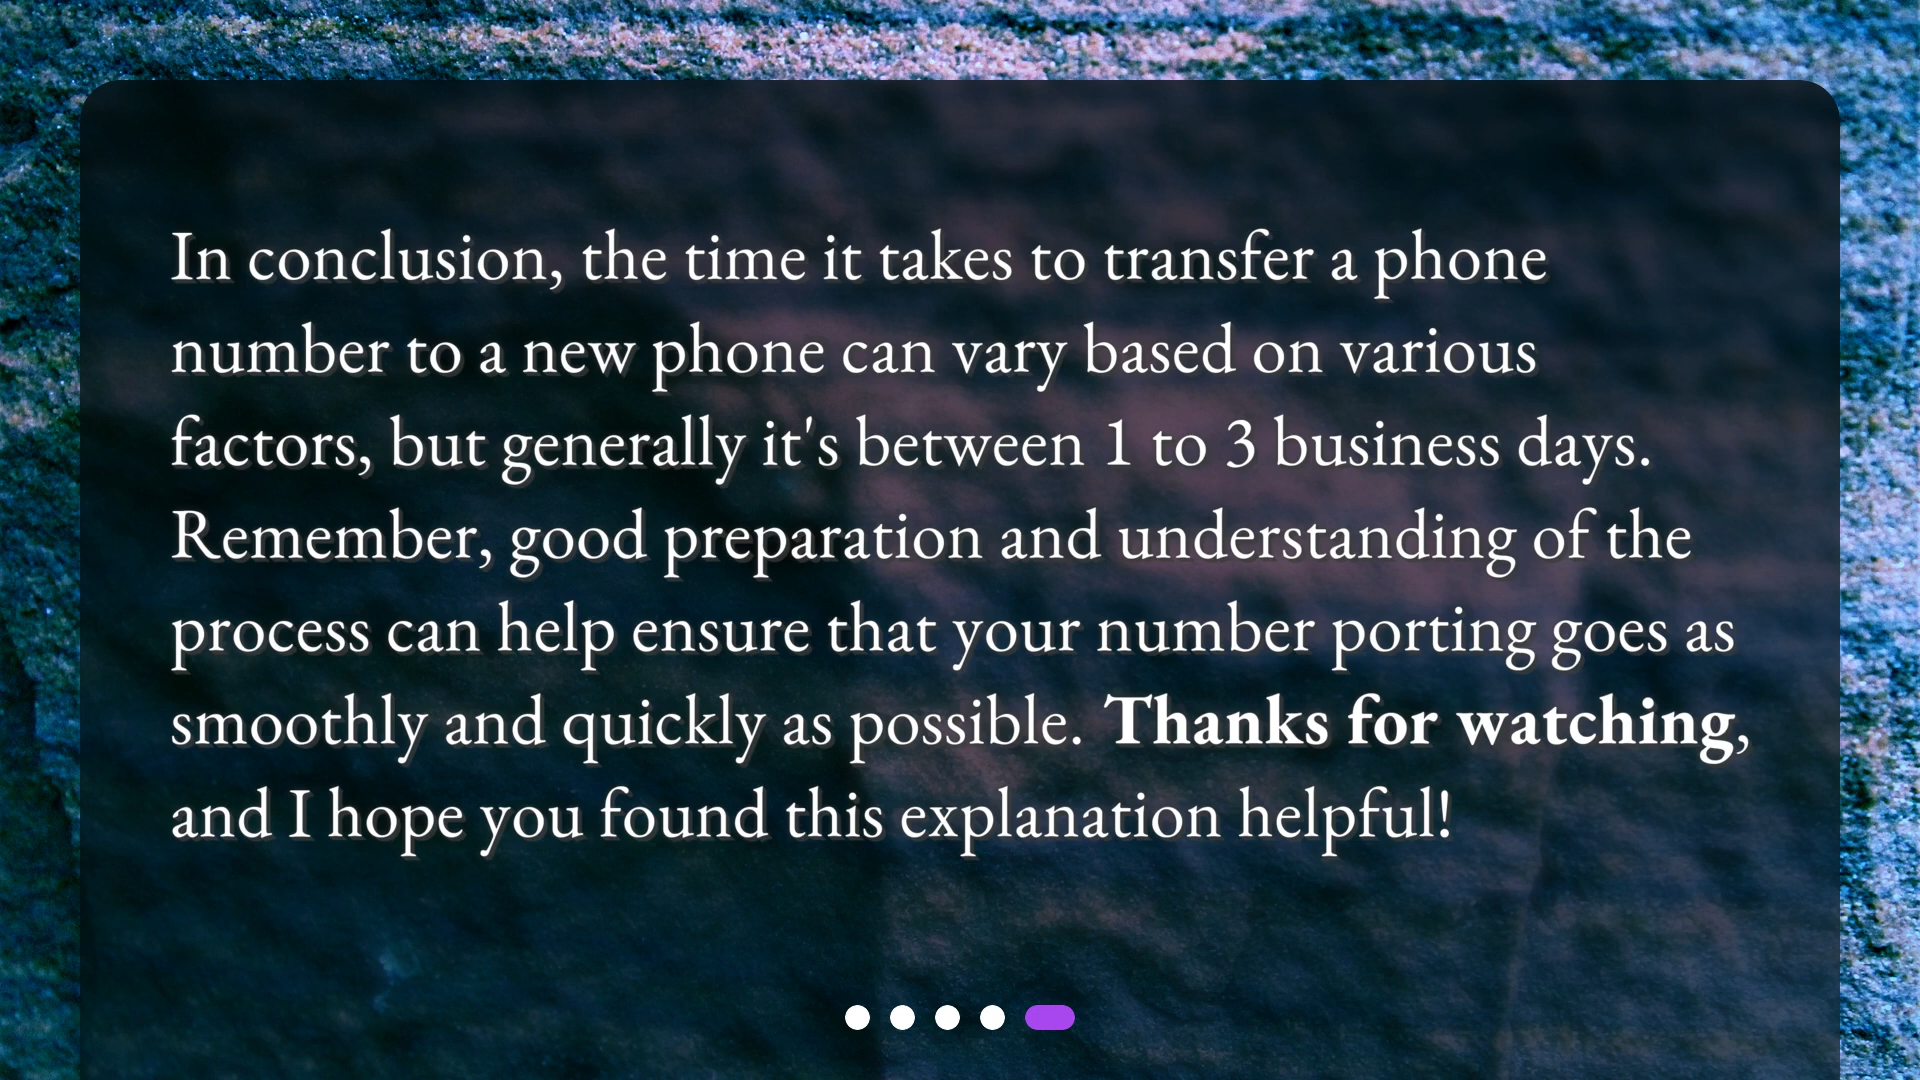 In conclusion, the time it takes to transfer a phone
number to a new phone can vary based on various
factors, but generally it's between 1 to 3 business days.
Remember, good preparation and understanding of the
process can help ensure that your number porting goes as
smoothly and quickly as possible. Thanks for watching,
and I hope you found this explanation helpful!